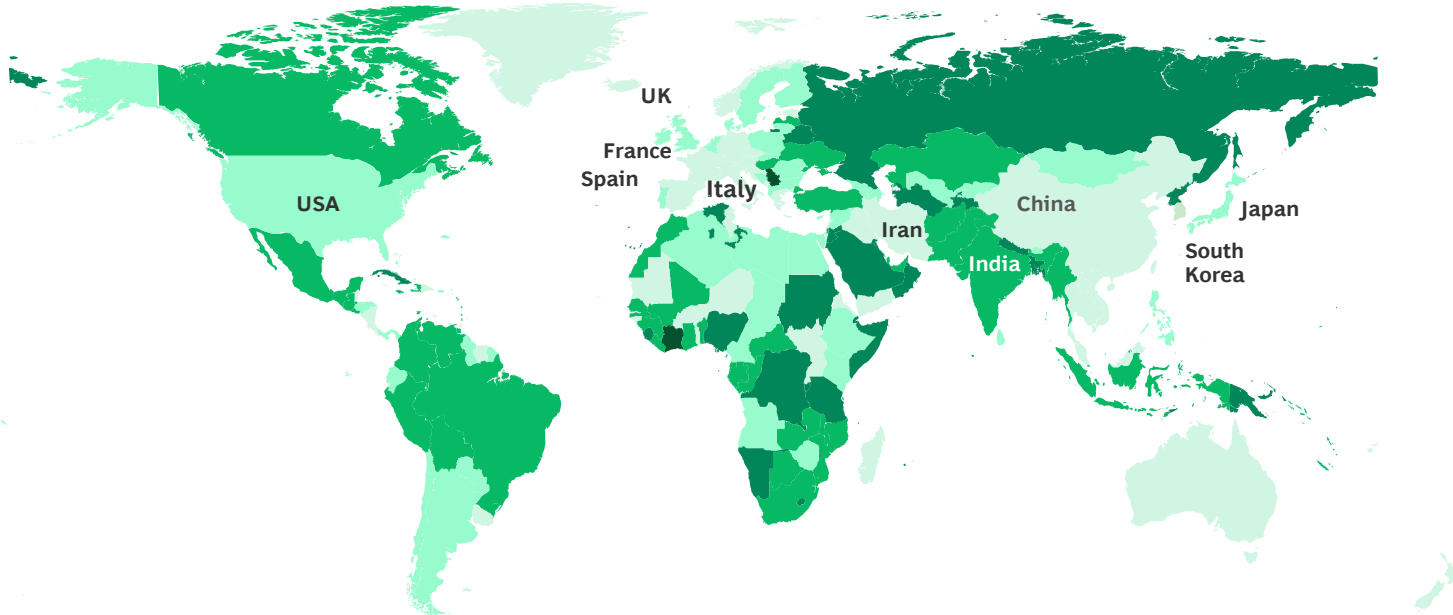 UK
France
Spain
Italy
USA
China
Iran
Japan
India
South
Korea